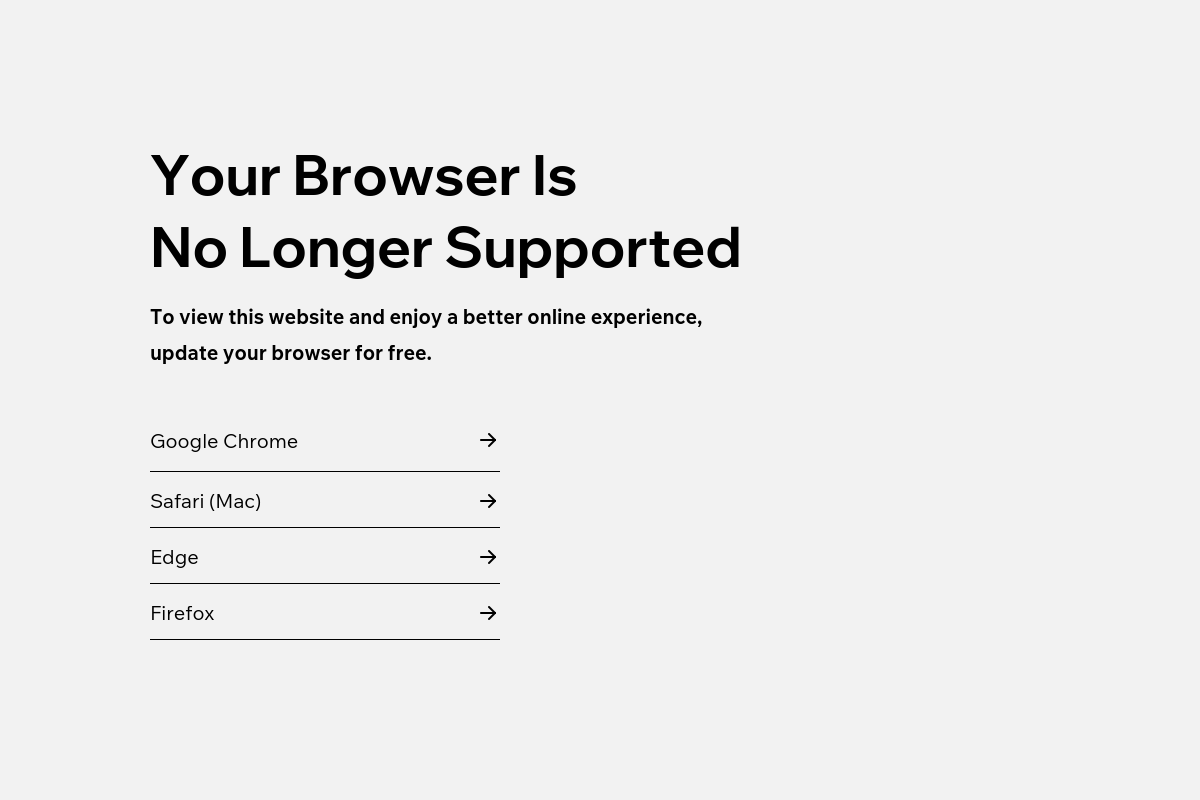 Your Browser Is
No Longer Supported
To view this website and enjoy a better online experience,
update your browser for free.
Google Chrome
Safari (Mac)
Edge
Firefox